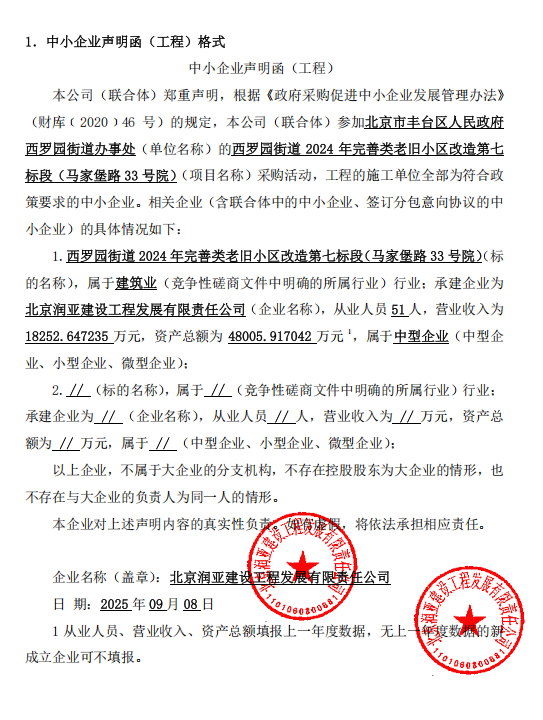 1．中小企业声明函（工程）格式
中小企业声明函（工程）
本公司（联合体）郑重声明，根据《政府采购促进中小企业发展管理办法》
（财库﹝2020﹞46 号）的规定，本公司（联合体）参加北京市丰台区人民政府
西罗园街道办事处（单位名称）的西罗园街道 2024 年完善类老旧小区改造第七
标段（马家堡路 33 号院）（项目名称）采购活动，工程的施工单位全部为符合政
策要求的中小企业。相关企业（含联合体中的中小企业、签订分包意向协议的中
小企业）的具体情况如下：
1.西罗园街道 2024 年完善类老旧小区改造第七标段（马家堡路 33 号院）（标
的名称），属于建筑业（竞争性磋商文件中明确的所属行业）行业；承建企业为
北京润亚建设工程发展有限责任公司（企业名称），从业人员 51 人，营业收入为
18252.647235 万元，资产总额为 48005.917042 万元 1，属于中型企业（中型企
业、小型企业、微型企业）；
2. // （标的名称），属于 // （竞争性磋商文件中明确的所属行业）行业；
承建企业为 // （企业名称），从业人员 // 人，营业收入为 // 万元，资产总
额为 // 万元，属于 // （中型企业、小型企业、微型企业）；
以上企业，不属于大企业的分支机构，不存在控股股东为大企业的情形，也
不存在与大企业的负责人为同一人的情形。
本企业对上述声明内容的真实性负责。如有虚假，将依法承担相应责任。
企业名称（盖章）：北京润亚建设工程发展有限责任公司
日 期：2025 年 09 月 08 日
1 从业人员、营业收入、资产总额填报上一年度数据，无上一年度数据的新
成立企业可不填报。
北京润亚建设工程发展有限责任公司
1101060800681
北京润亚建设工程发展有限责任公司
1101060800681